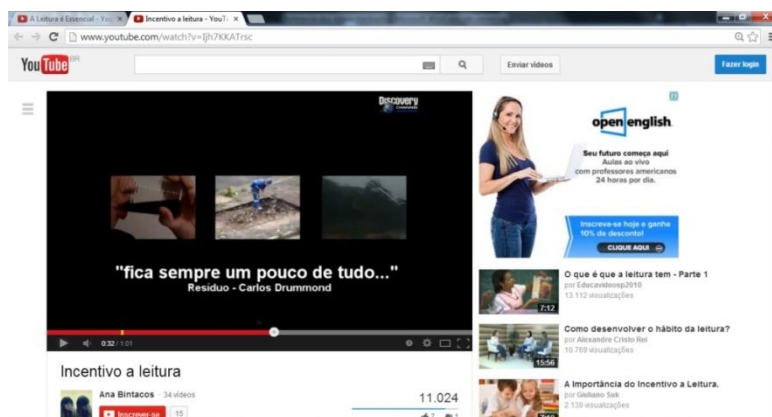 A Leitura é Essencial - You
Incentivo a leitura - YouT
www.youtube.com/watch?v=Ijh7KKATrsc
YouTube BR
Enviar vídeos
Fazer login
Discovery
"fica sempre um pouco de tudo..."
Resíduo - Carlos Drummond
0:32 / 1:01
Incentivo a leitura
Ana Bintacos · 34 vídeos
Inscrever-se 15
11.024
7 1
open english
Seu futuro começa aqui
Aulas ao vivo
com professores americanos
24 horas por dia.
Inscreva-se hoje e ganhe
10% de desconto!
CLIQUE AQUI
7:12
O que é que a leitura tem - Parte 1
por Educavideosp2010
13.112 visualizações
15:56
Como desenvolver o hábito da leitura?
por Alexandre Cristo Rei
10.769 visualizações
A Importância do Incentivo a Leitura.
por Giuliano Suk
2.139 visualizações